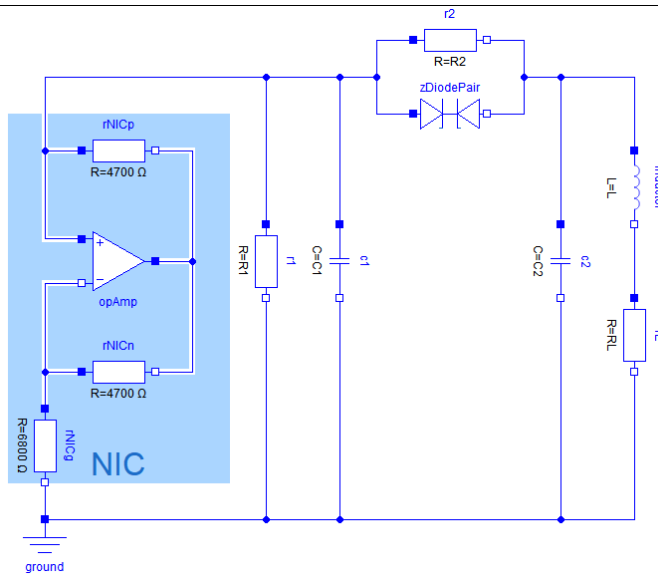 r2
R=R2
zDiodePair
rNICp
R=4700 Ω
+
−
opAmp
rNICn
R=4700 Ω
rNICg
R=6800 Ω
NIC
r1
R=R1
c1
C=C1
c2
C=C2
L=L
R=RL
ground